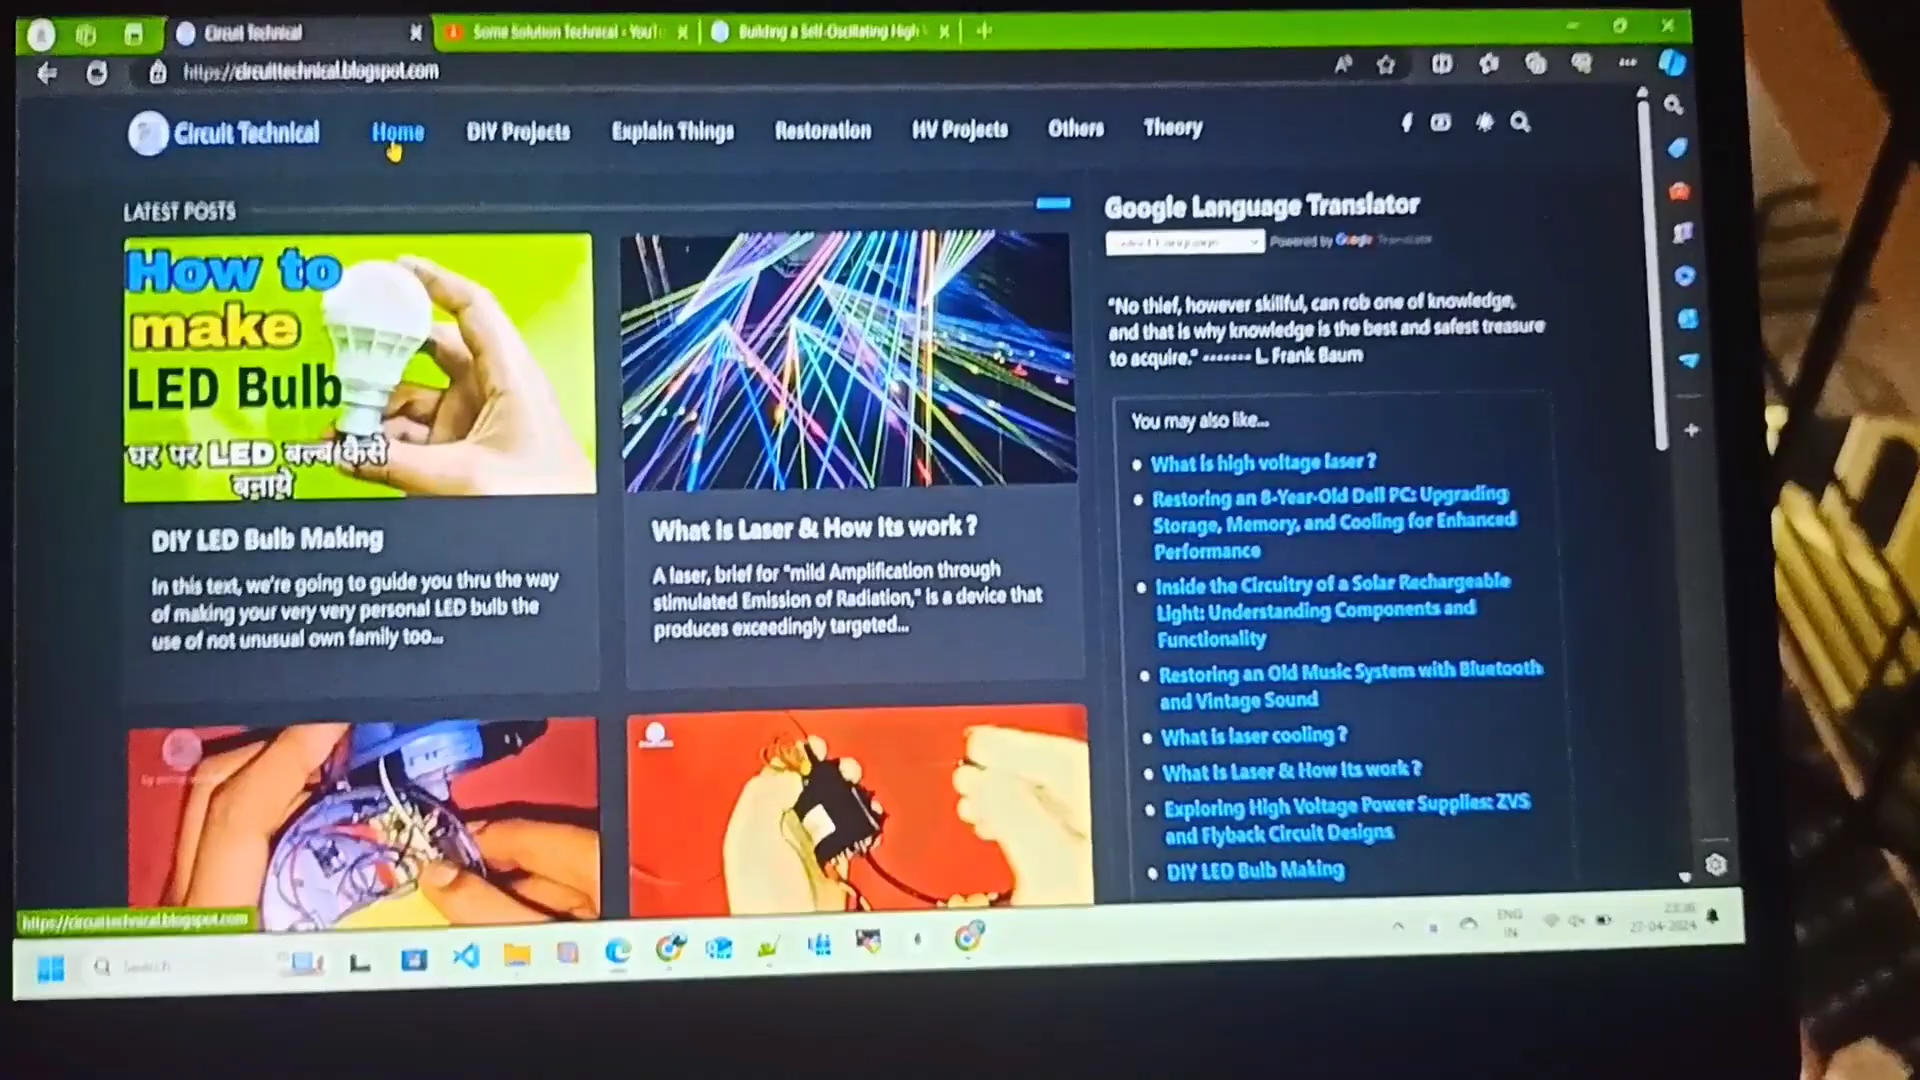 Circuit Technical
Some Solution Technical - YouT
Building a Self-Oscillating High
https://circuittechnical.blogspot.com
Circuit Technical
Home
DIY Projects
Explain Things
Restoration
HV Projects
Others
Theory
LATEST POSTS
How to
make
LED Bulb
घर पर LED बल्ब कैसे
बनाये
DIY LED Bulb Making
In this text, we're going to guide you thru the way
of making your very very personal LED bulb the
use of not unusual own family too...
What is Laser & How its work ?
A laser, brief for "mild Amplification through
stimulated Emission of Radiation," is a device that
produces exceedingly targeted...
Google Language Translator
Select Language
Powered by Google Translate
"No thief, however skillful, can rob one of knowledge,
and that is why knowledge is the best and safest treasure
to acquire." ------- L. Frank Baum
You may also like...
What is high voltage laser ?
Restoring an 8-Year-Old Dell PC: Upgrading
Storage, Memory, and Cooling for Enhanced
Performance
Inside the Circuitry of a Solar Rechargeable
Light: Understanding Components and
Functionality
Restoring an Old Music System with Bluetooth
and Vintage Sound
What is laser cooling ?
What is Laser & How its work ?
Exploring High Voltage Power Supplies: ZVS
and Flyback Circuit Designs
DIY LED Bulb Making
https://circuittechnical.blogspot.com
Search
ENG
IN
27-04-2024